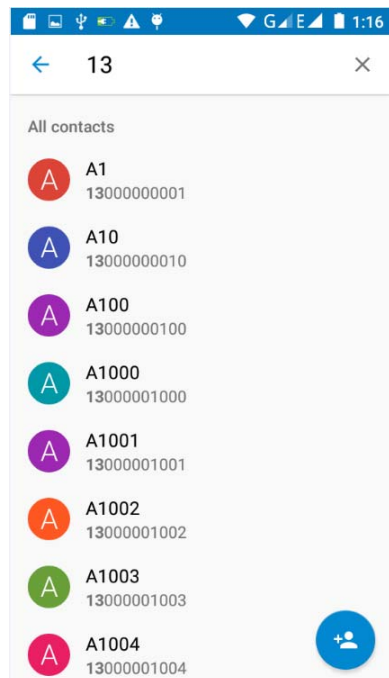 G E 1:16
13
All contacts
A A1
13000000001
A A10
13000000010
A A100
13000000100
A A1000
13000001000
A A1001
13000001001
A A1002
13000001002
A A1003
13000001003
A A1004
13000001004